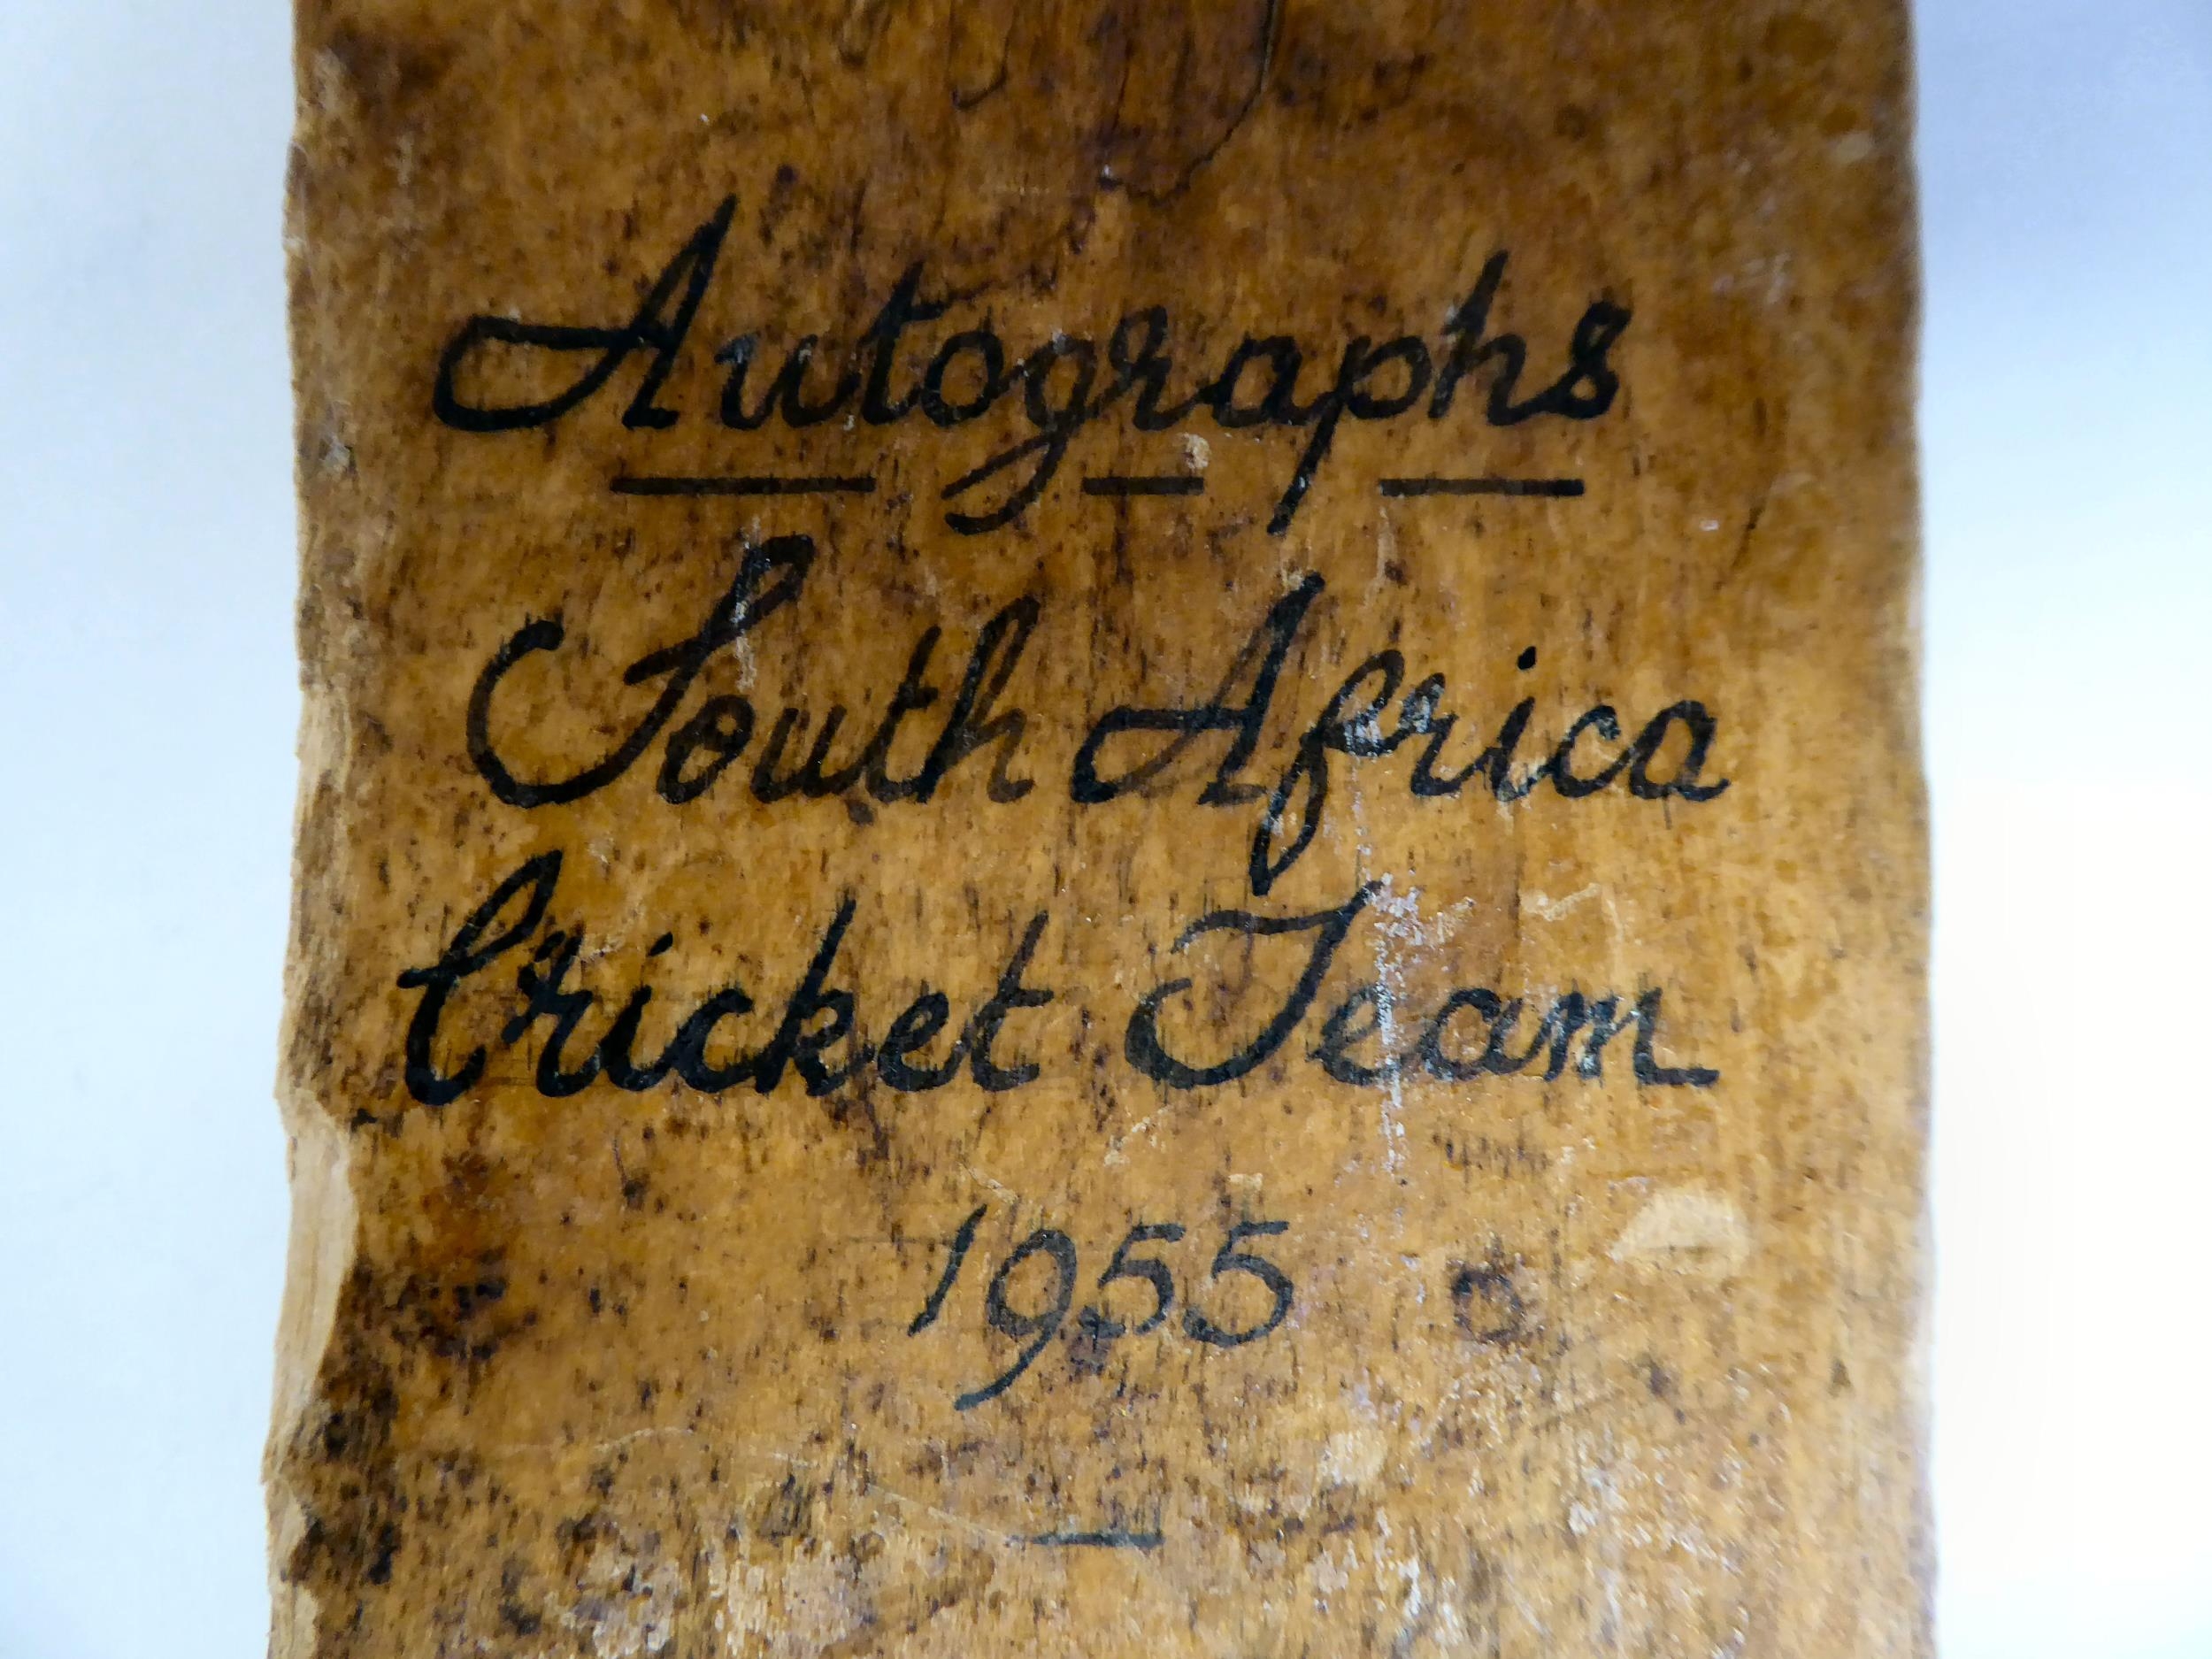 Autographs
South Africa
Cricket Team
1955